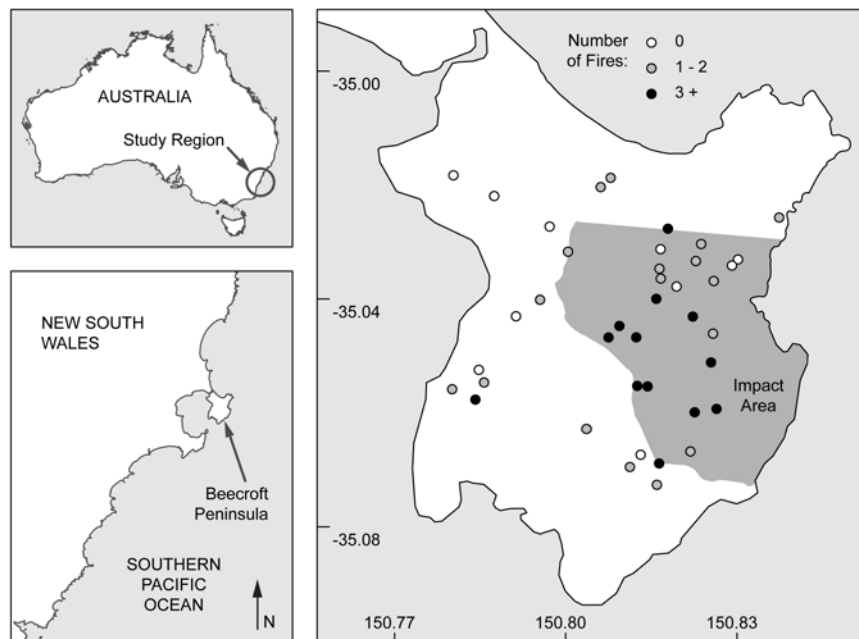 AUSTRALIA
Study Region
NEW SOUTH
WALES
Beecroft
Peninsula
SOUTHERN
PACIFIC
OCEAN
N
Number
of Fires:
0
1 - 2
3 +
-35.00
-35.04
-35.08
Impact
Area
150.77
150.80
150.83